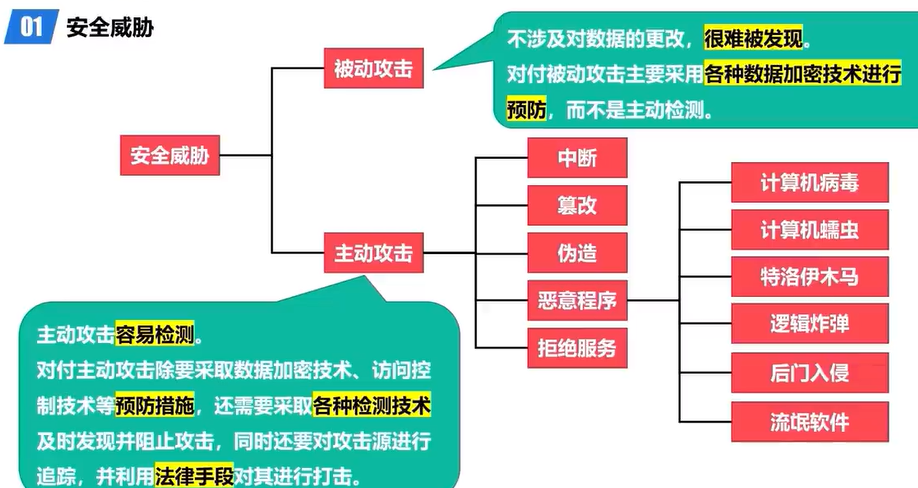 01 安全威胁
被动攻击
不涉及对数据的更改，很难被发现。
对付被动攻击主要采用各种数据加密技术进行
预防，而不是主动检测。
安全威胁
中断
篡改
主动攻击
伪造
恶意程序
拒绝服务
计算机病毒
计算机蠕虫
特洛伊木马
逻辑炸弹
后门入侵
流氓软件
主动攻击容易检测。
对付主动攻击除要采取数据加密技术、访问控
制技术等预防措施，还需要采取各种检测技术
及时发现并阻止攻击，同时还要对攻击源进行
追踪，并利用法律手段对其进行打击。